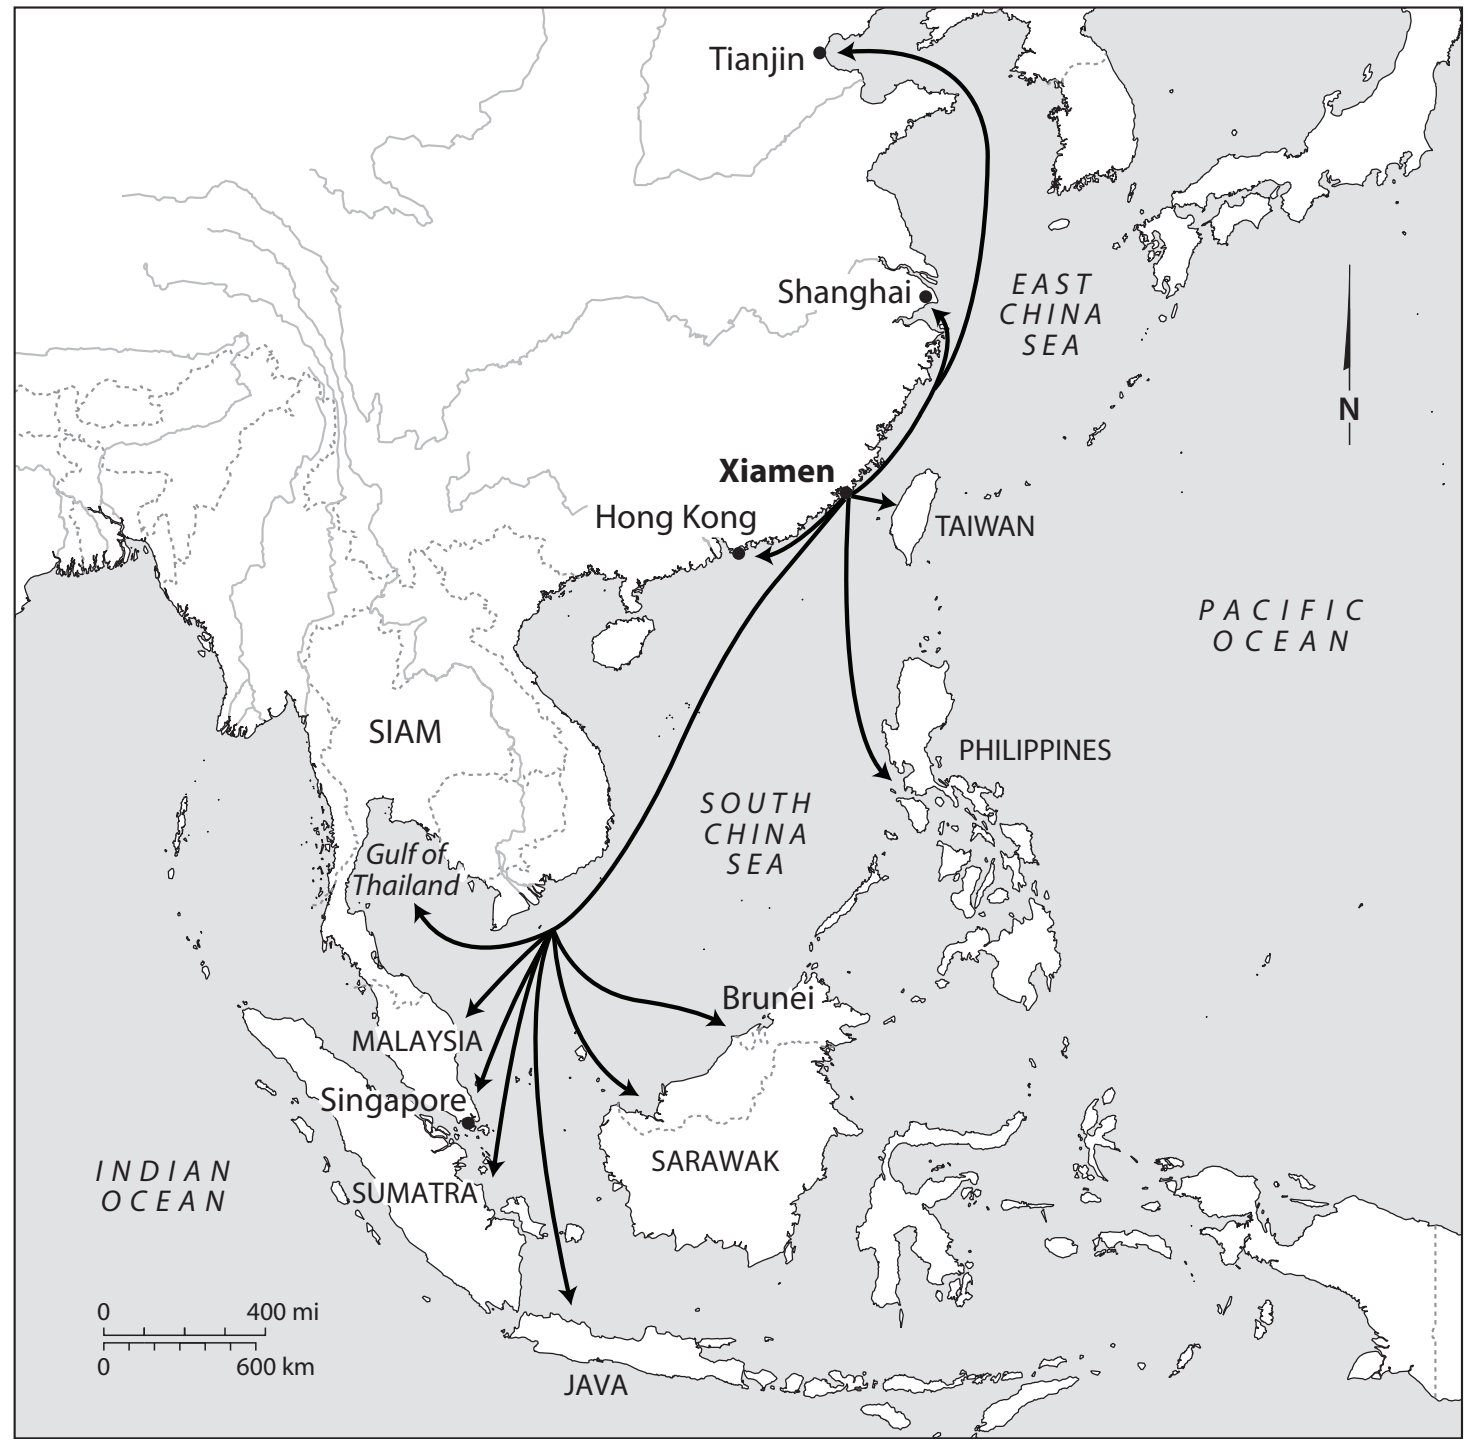 Tianjin
Shanghai
EAST
CHINA
SEA
N
Xiamen
Hong Kong
TAIWAN
PACIFIC
OCEAN
SIAM
PHILIPPINES
SOUTH
CHINA
SEA
Gulf of
Thailand
Brunei
MALAYSIA
Singapore
SARAWAK
INDIAN
OCEAN
SUMATRA
0 400 mi
0 600 km
JAVA